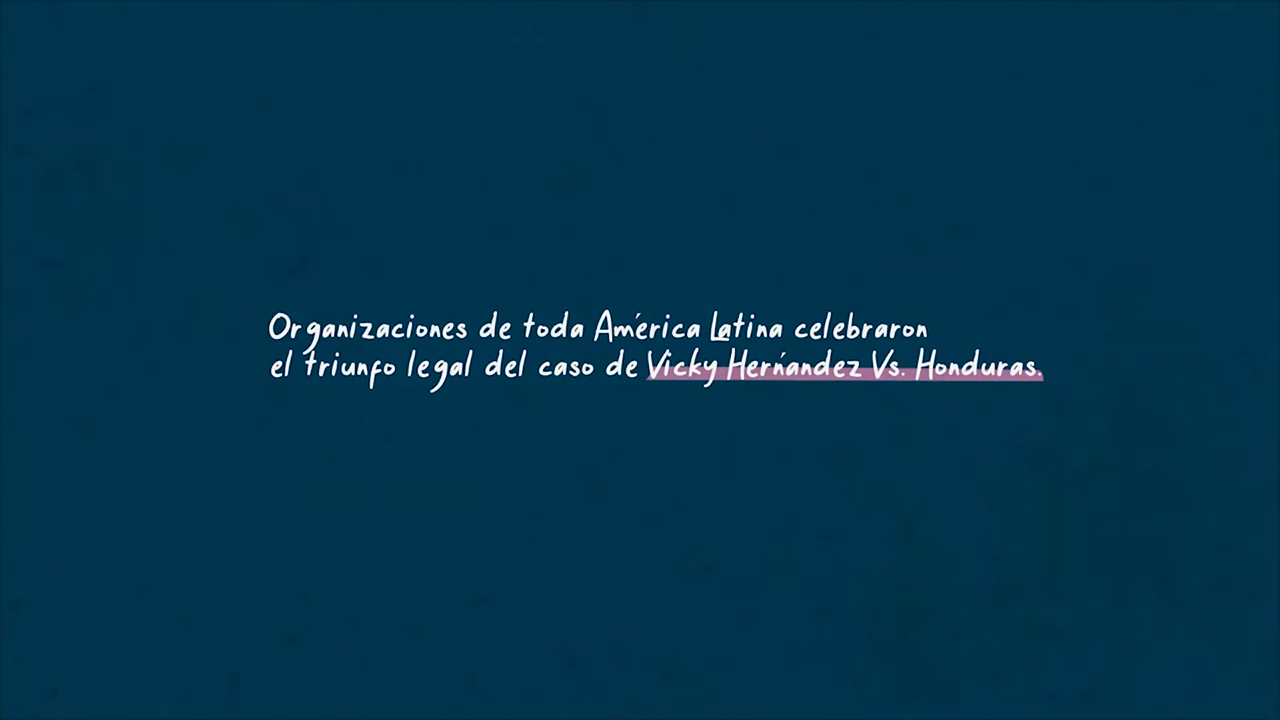 Organizaciones de toda América Latina celebraron
el triunfo legal del caso de Vicky Hernández Vs. Honduras.